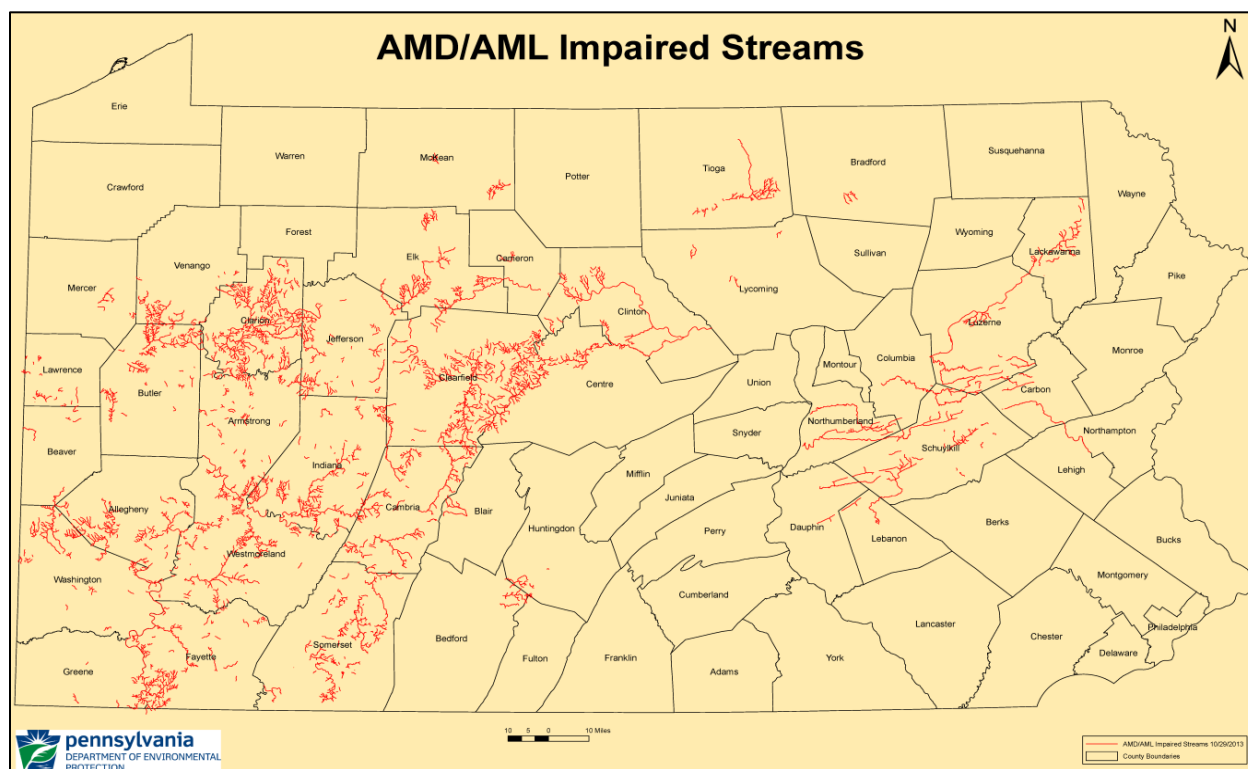 AMD/AML Impaired Streams
N
Erie
Crawford
Warren
McKean
Potter
Tioga
Bradford
Susquehanna
Wayne
Forest
Venango
Elk
Cameron
Wyoming
Lackawanna
Sullivan
Pike
Mercer
Clarion
Clinton
Lycoming
Luzerne
Jefferson
Monroe
Lawrence
Butler
Clearfield
Centre
Union
Montour
Columbia
Carbon
Armstrong
Snyder
Northumberland
Northampton
Beaver
Indiana
Mifflin
Schuylkill
Lehigh
Allegheny
Cambria
Blair
Huntingdon
Juniata
Perry
Dauphin
Lebanon
Berks
Bucks
Westmoreland
Washington
Cumberland
Montgomery
Philadelphia
Lancaster
Chester
Delaware
Somerset
Bedford
Fayette
Greene
Fulton
Franklin
Adams
York
10 5 0 10 Miles
pennsylvania
DEPARTMENT OF ENVIRONMENTAL
PROTECTION
AMD/AML Impaired Streams 10/29/2013
County Boundaries